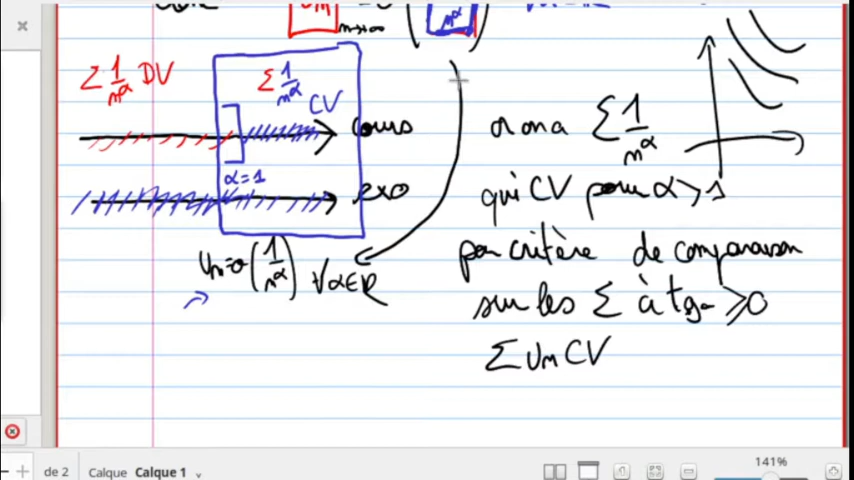 Σ 1/n^α DV
Σ 1/n^α CV
cours
α=1
exo
Un=o(1/n^α) ∀α∈R
or on a Σ 1/n^α
qui CV pour α>1
par critère de comparaison
sur les Σ à tg ≥0
ΣUn CV
de 2 Calque Calque 1
141%